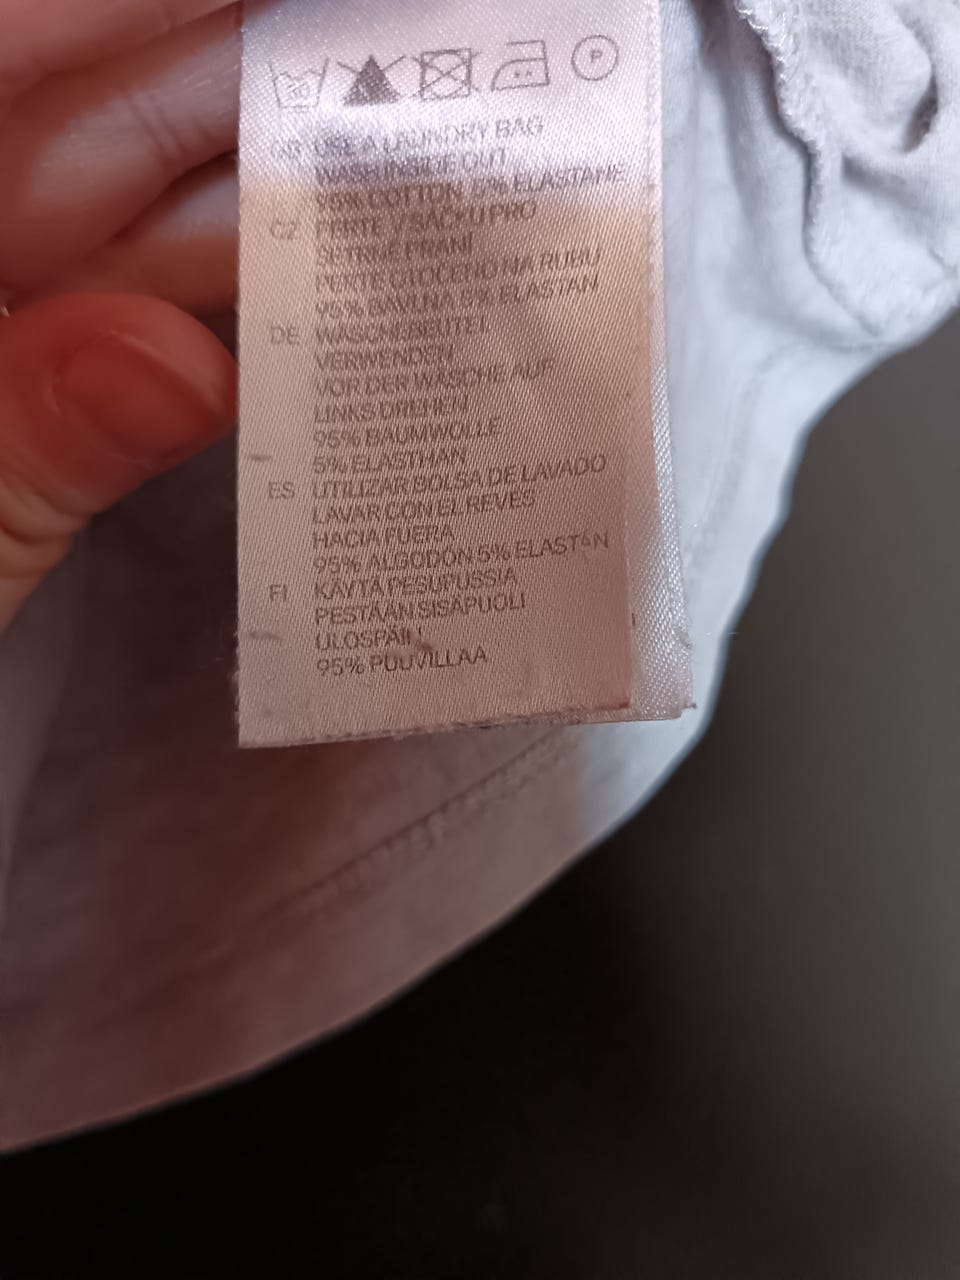 30 P
GB USE A LAUNDRY BAG
WASH INSIDE OUT
95% COTTON 5% ELASTANE
CZ PERTE V SÁČKU PRO
ŠETRNÉ PRANÍ
PERTE OTOČENO NA RUBU
95% BAVLNA 5% ELASTAN
DE WÄSCHEBEUTEL
VERWENDEN
VOR DER WÄSCHE AUF
LINKS DREHEN
95% BAUMWOLLE
5% ELASTHAN
ES UTILIZAR BOLSA DE LAVADO
LAVAR CON EL REVÉS
HACIA FUERA
95% ALGODÓN 5% ELASTÁN
FI KÄYTÄ PESUPUSSIA
PESTÄÄN SISÄPUOLI
ULOSPÄIN
95% PUUVILLAA